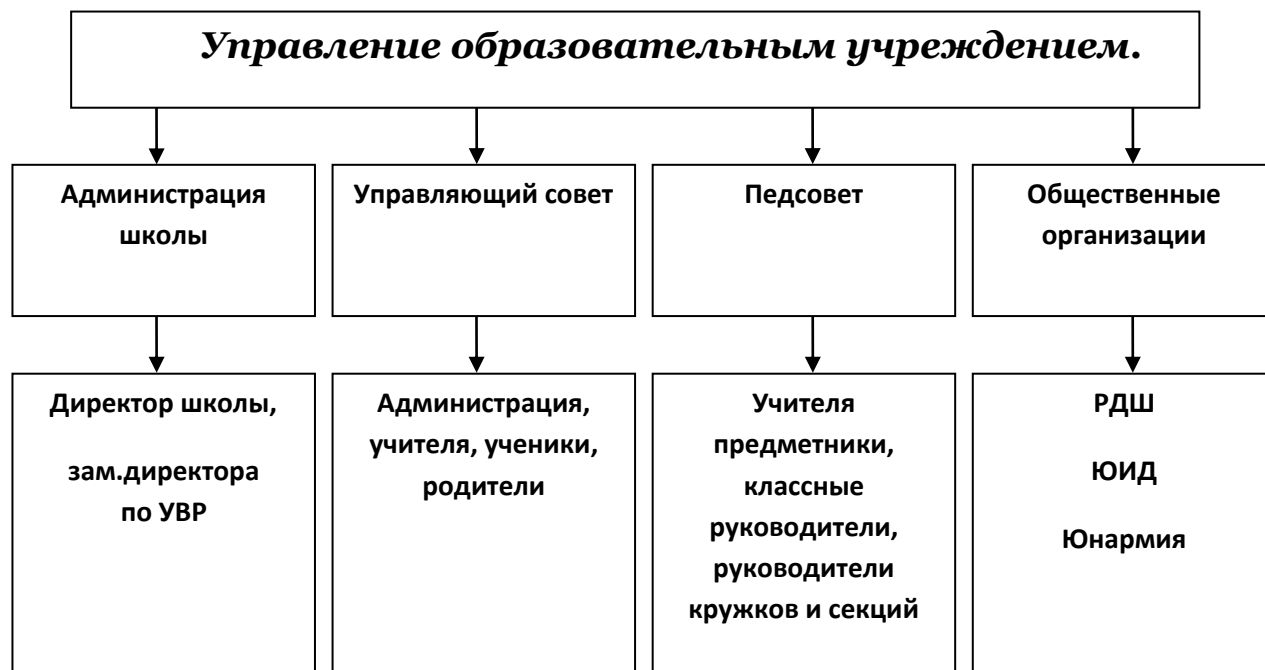 Управление образовательным учреждением.
Администрация
школы
Управляющий совет
Педсовет
Общественные
организации
Директор школы,
зам.директора
по УВР
Администрация,
учителя, ученики,
родители
Учителя
предметники,
классные
руководители,
руководители
кружков и секций
РДШ
ЮИД
Юнармия